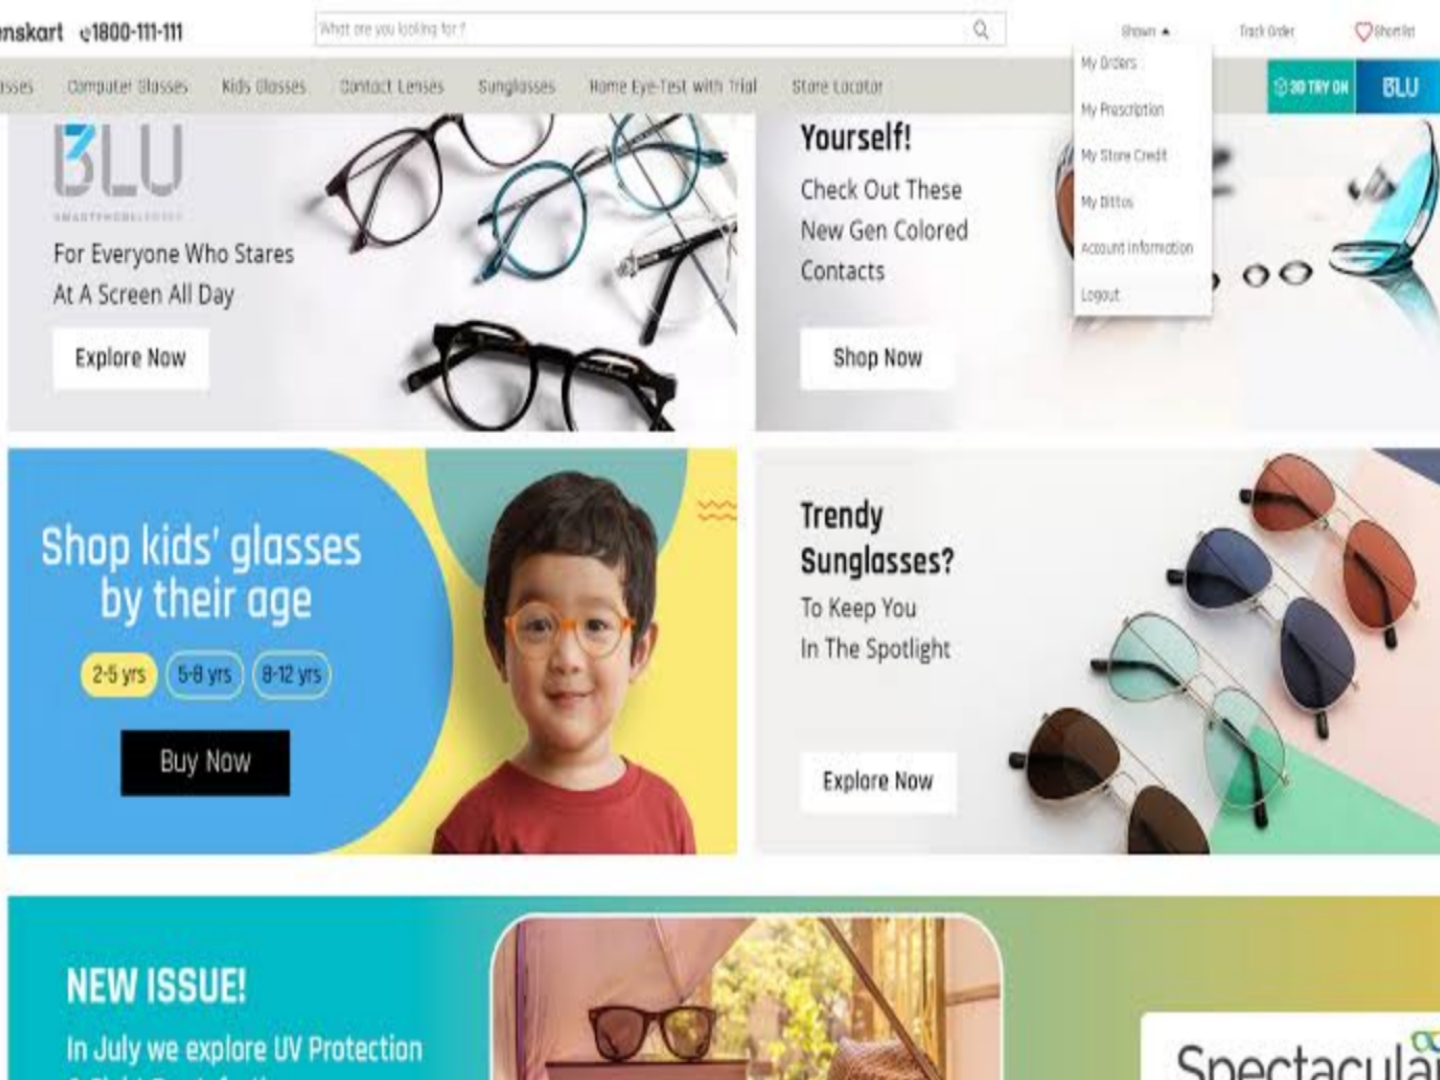 enskart 1800-111-111
What are you looking for?
Track Order
Shortlist
asses Computer Glasses Kids Glasses Contact Lenses Sunglasses Home Eye-Test with Trial Store Locator
3D TRY ON BLU
My Orders
My Prescription
My Store Credit
My Dittos
Account Information
Logout
BLU
For Everyone Who Stares
At A Screen All Day
Explore Now
Yourself!
Check Out These
New Gen Colored
Contacts
Shop Now
Shop kids' glasses
by their age
2-5 yrs 5-8 yrs 8-12 yrs
Buy Now
Trendy
Sunglasses?
To Keep You
In The Spotlight
Explore Now
NEW ISSUE!
In July we explore UV Protection
Spectacular